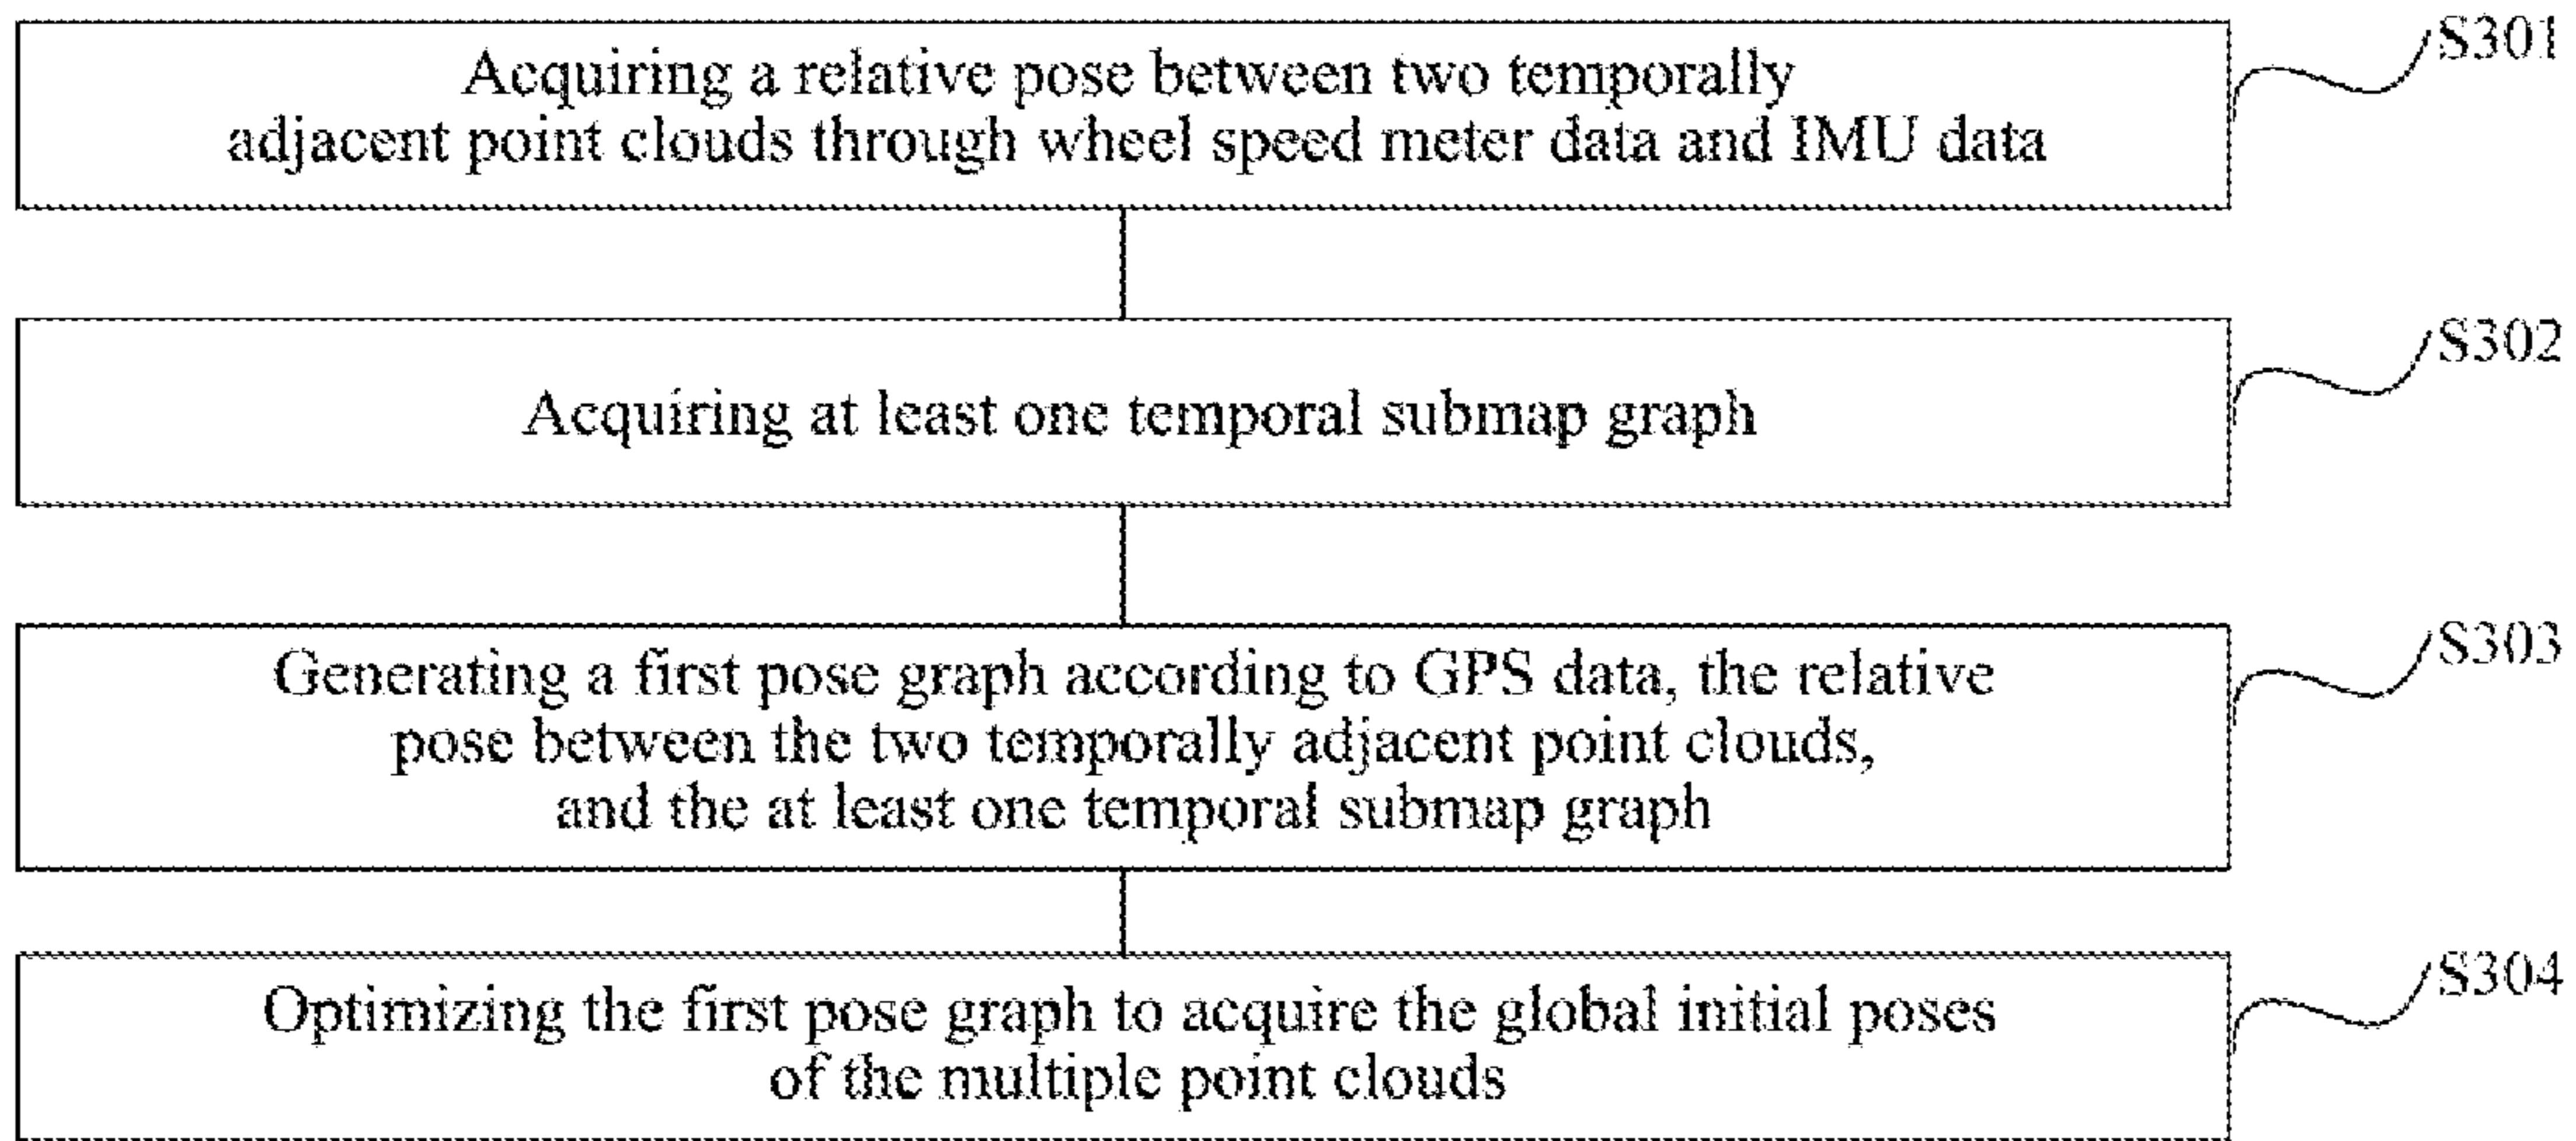 Acquiring a relative pose between two temporally
adjacent point clouds through wheel speed meter data and IMU data
S301
Acquiring at least one temporal submap graph
S302
Generating a first pose graph according to GPS data, the relative
pose between the two temporally adjacent point clouds,
and the at least one temporal submap graph
S303
Optimizing the first pose graph to acquire the global initial poses
of the multiple point clouds
S304